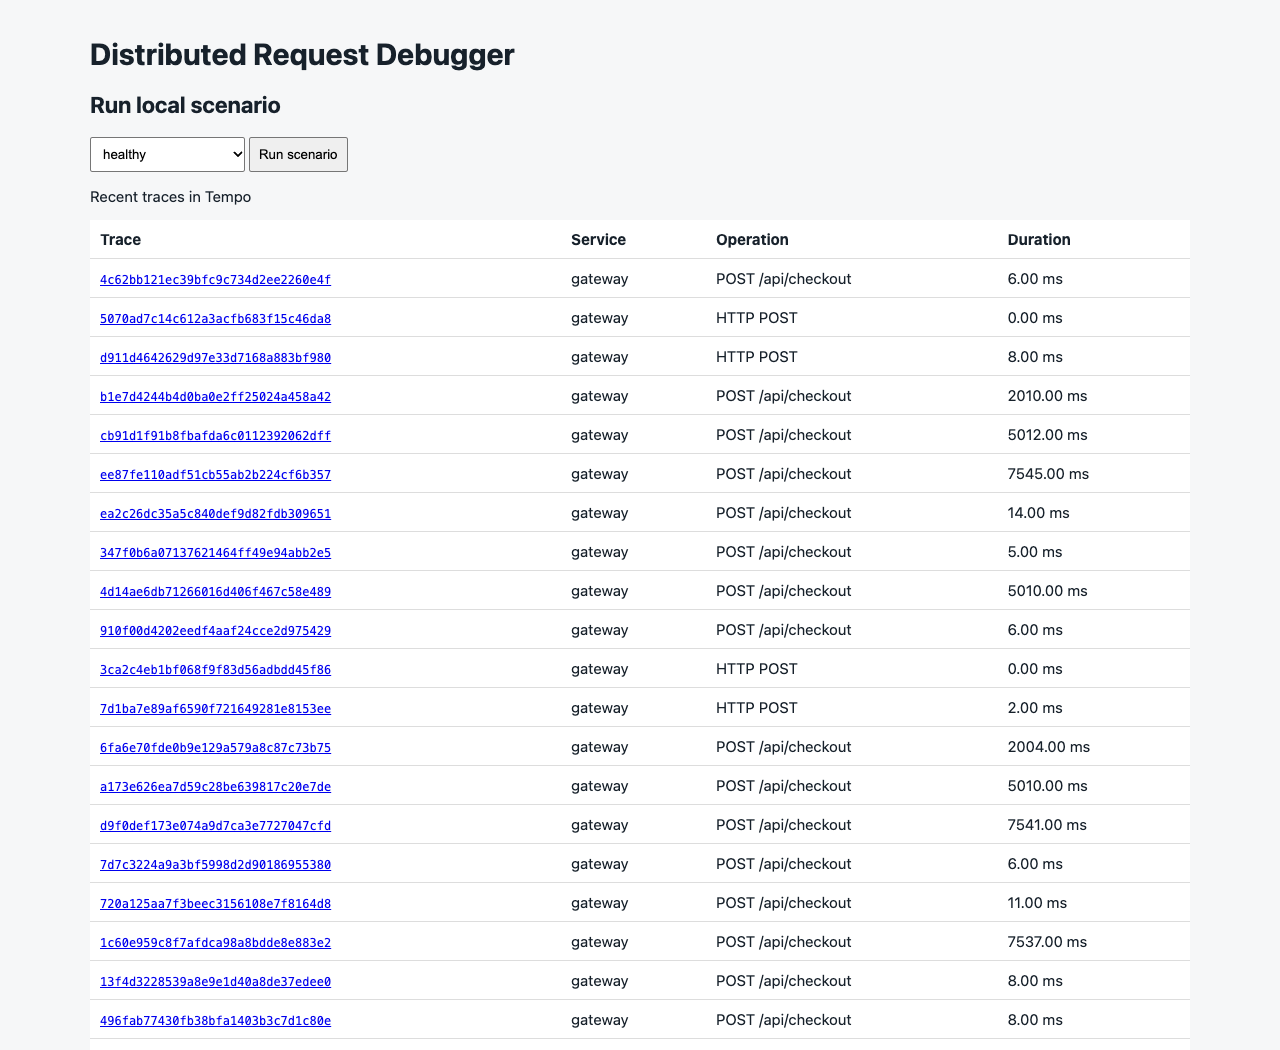 Distributed Request Debugger
Run local scenario
healthy Run scenario
Recent traces in Tempo
Trace Service Operation Duration
4c62bb121ec39bfc9c734d2ee2260e4f gateway POST /api/checkout 6.00 ms
5070ad7c14c612a3acfb683f15c46da8 gateway HTTP POST 0.00 ms
d911d4642629d97e33d7168a883bf980 gateway HTTP POST 8.00 ms
b1e7d4244b4d0ba0e2ff25024a458a42 gateway POST /api/checkout 2010.00 ms
cb91d1f91b8fbafda6c0112392062dff gateway POST /api/checkout 5012.00 ms
ee87fe110adf51cb55ab2b224cf6b357 gateway POST /api/checkout 7545.00 ms
ea2c26dc35a5c840def9d82fdb309651 gateway POST /api/checkout 14.00 ms
347f0b6a07137621464ff49e94abb2e5 gateway POST /api/checkout 5.00 ms
4d14ae6db71266016d406f467c58e489 gateway POST /api/checkout 5010.00 ms
910f00d4202eedf4aaf24cce2d975429 gateway POST /api/checkout 6.00 ms
3ca2c4eb1bf068f9f83d56adbdd45f86 gateway HTTP POST 0.00 ms
7d1ba7e89af6590f721649281e8153ee gateway HTTP POST 2.00 ms
6fa6e70fde0b9e129a579a8c87c73b75 gateway POST /api/checkout 2004.00 ms
a173e626ea7d59c28be639817c20e7de gateway POST /api/checkout 5010.00 ms
d9f0def173e074a9d7ca3e7727047cfd gateway POST /api/checkout 7541.00 ms
7d7c3224a9a3bf5998d2d90186955380 gateway POST /api/checkout 6.00 ms
720a125aa7f3beec3156108e7f8164d8 gateway POST /api/checkout 11.00 ms
1c60e959c8f7afdca98a8bdde8e883e2 gateway POST /api/checkout 7537.00 ms
13f4d3228539a8e9e1d40a8de37edee0 gateway POST /api/checkout 8.00 ms
496fab77430fb38bfa1403b3c7d1c80e gateway POST /api/checkout 8.00 ms